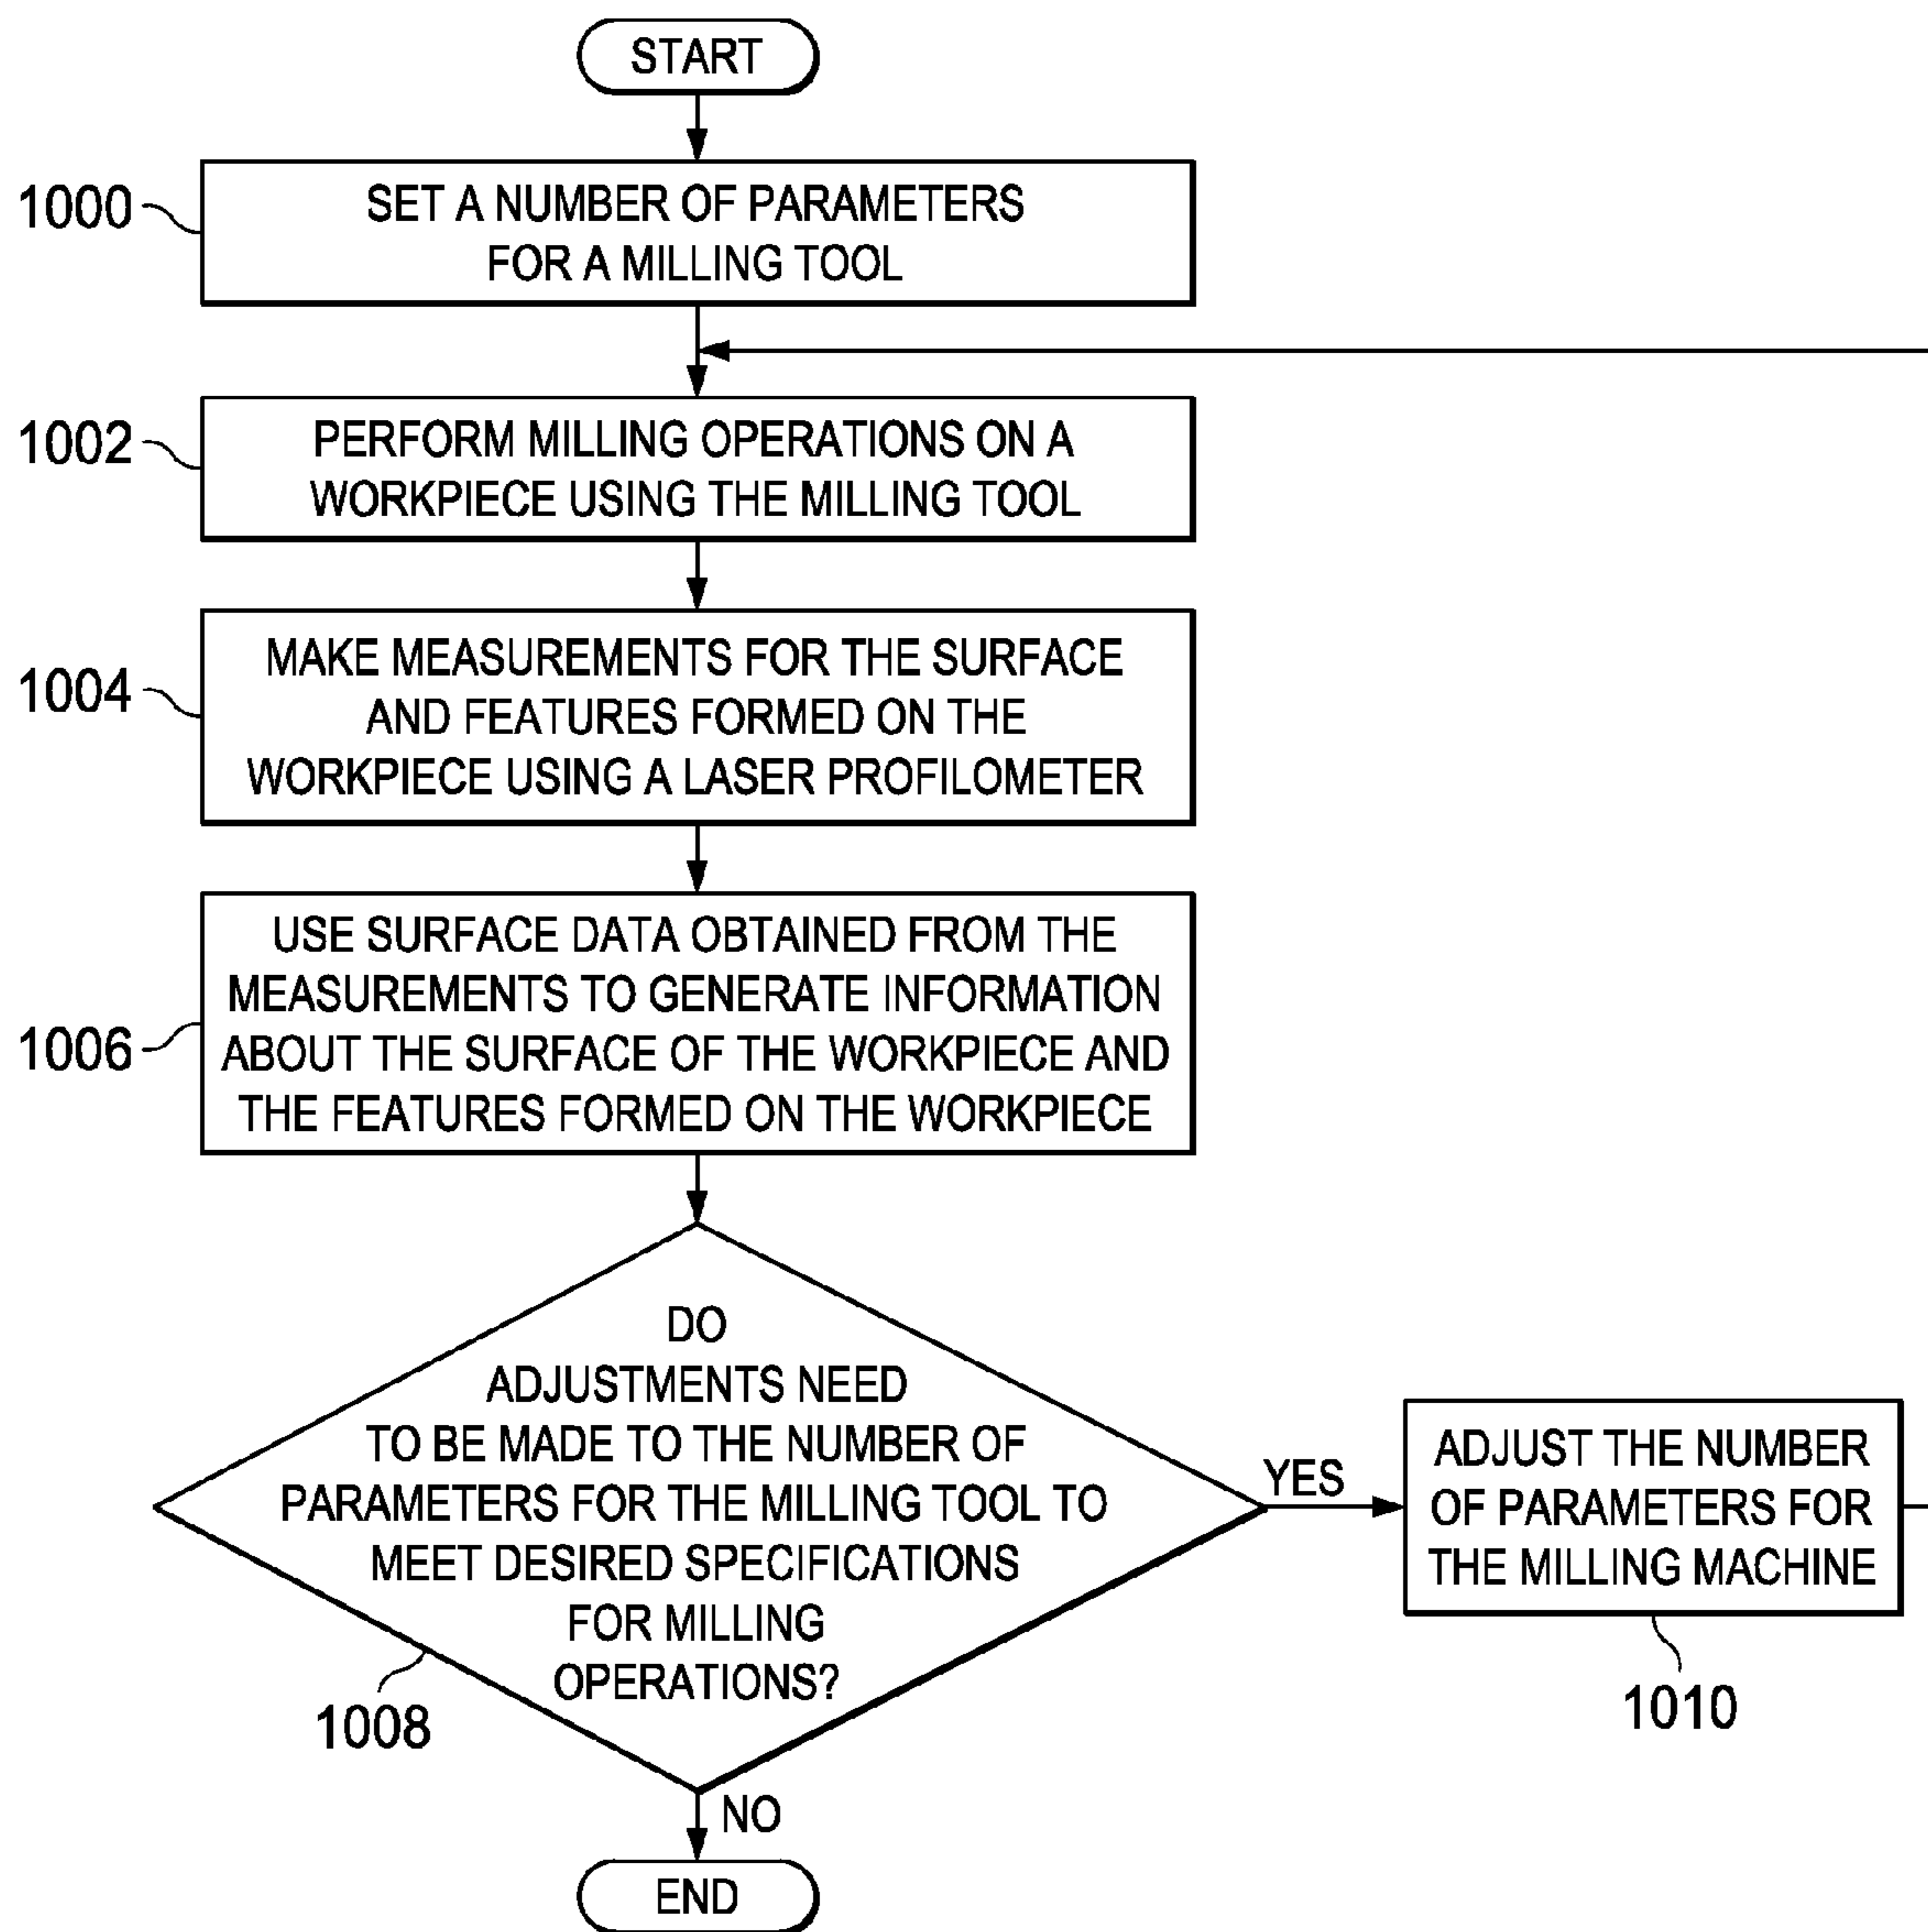 START
1000
SET A NUMBER OF PARAMETERS
FOR A MILLING TOOL
1002
PERFORM MILLING OPERATIONS ON A
WORKPIECE USING THE MILLING TOOL
1004
MAKE MEASUREMENTS FOR THE SURFACE
AND FEATURES FORMED ON THE
WORKPIECE USING A LASER PROFILOMETER
1006
USE SURFACE DATA OBTAINED FROM THE
MEASUREMENTS TO GENERATE INFORMATION
ABOUT THE SURFACE OF THE WORKPIECE AND
THE FEATURES FORMED ON THE WORKPIECE
DO
ADJUSTMENTS NEED
TO BE MADE TO THE NUMBER OF
PARAMETERS FOR THE MILLING TOOL TO
MEET DESIRED SPECIFICATIONS
FOR MILLING
OPERATIONS?
1008
YES
ADJUST THE NUMBER
OF PARAMETERS FOR
THE MILLING MACHINE
1010
NO
END